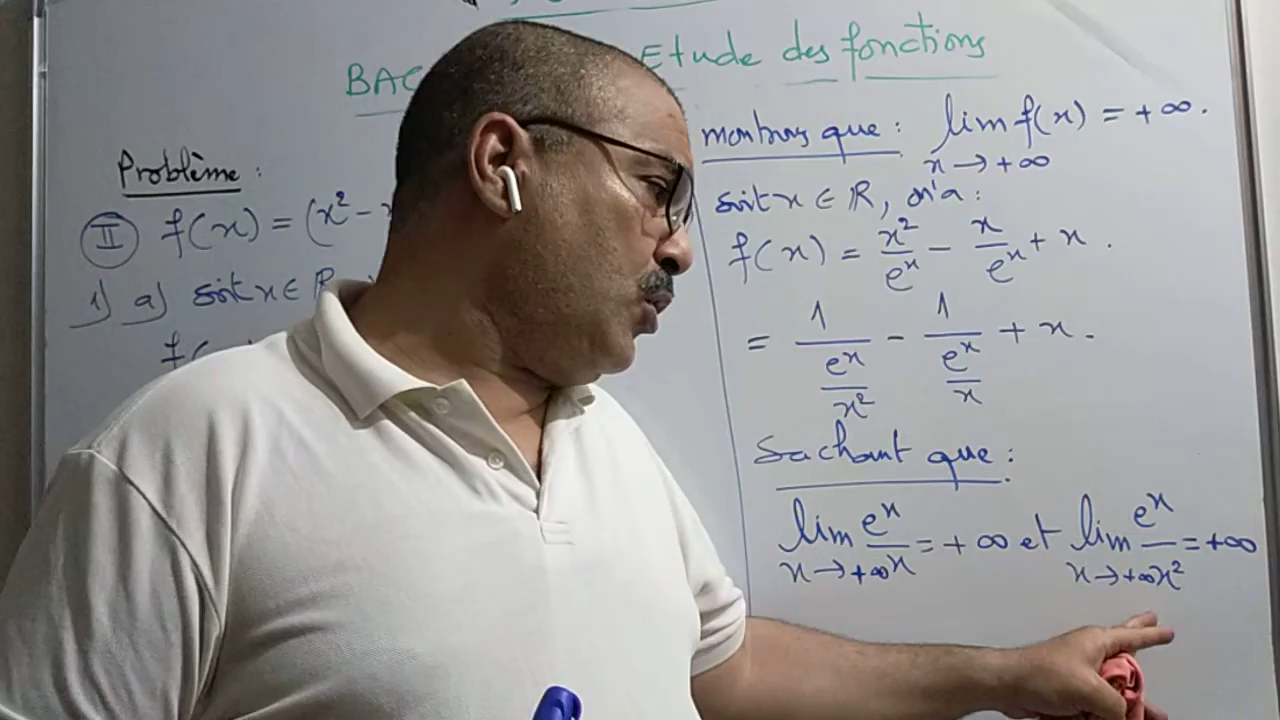 BAC Etude des fonctions
Problème :
II f(x) = (x² -
1) a) soit x ∈ R
montrons que : lim f(x) = +∞.
x → +∞
soit x ∈ R, on'a :
f(x) = x²/eˣ - x/eˣ + x .
= 1/(eˣ/x²) - 1/(eˣ/x) + x .
Sachant que :
lim eˣ/x = +∞ et lim eˣ/x² = +∞
x → +∞ x → +∞